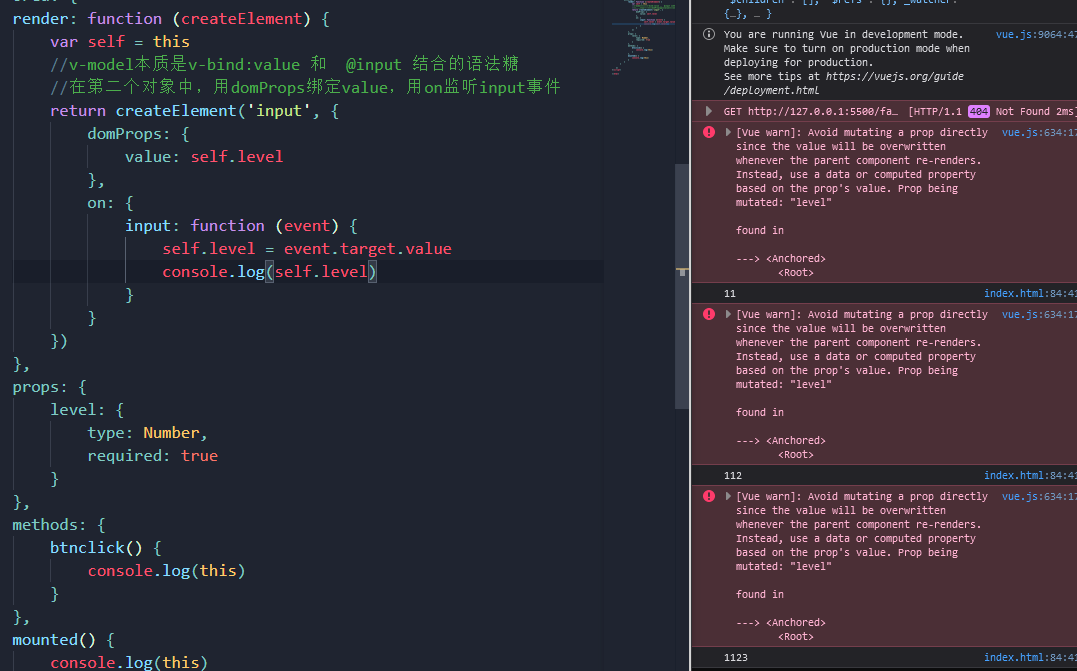 render: function (createElement) {
var self = this
//v-model本质是v-bind:value 和 @input 结合的语法糖
//在第二个对象中，用domProps绑定value，用on监听input事件
return createElement('input', {
domProps: {
value: self.level
},
on: {
input: function (event) {
self.level = event.target.value
console.log(self.level)
}
}
})
},
props: {
level: {
type: Number,
required: true
}
},
methods: {
btnclick() {
console.log(this)
}
},
mounted() {
console.log(this)
{…}, … }
You are running Vue in development mode. vue.js:9064:47
Make sure to turn on production mode when
deploying for production.
See more tips at https://vuejs.org/guide
/deployment.html
GET http://127.0.0.1:5500/fa… [HTTP/1.1 404 Not Found 2ms]
[Vue warn]: Avoid mutating a prop directly vue.js:634:17
since the value will be overwritten
whenever the parent component re-renders.
Instead, use a data or computed property
based on the prop's value. Prop being
mutated: "level"
found in
---> <Anchored>
<Root>
11 index.html:84:41
[Vue warn]: Avoid mutating a prop directly vue.js:634:17
since the value will be overwritten
whenever the parent component re-renders.
Instead, use a data or computed property
based on the prop's value. Prop being
mutated: "level"
found in
---> <Anchored>
<Root>
112 index.html:84:41
[Vue warn]: Avoid mutating a prop directly vue.js:634:17
since the value will be overwritten
whenever the parent component re-renders.
Instead, use a data or computed property
based on the prop's value. Prop being
mutated: "level"
found in
---> <Anchored>
<Root>
1123 index.html:84:41